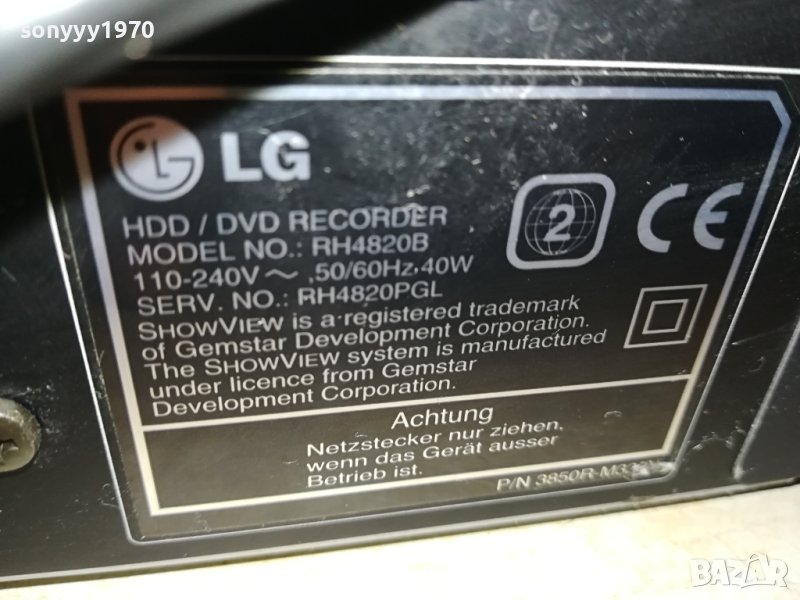 sonyyy1970
LG
HDD / DVD RECORDER
MODEL NO.: RH4820B
110-240V ~ ,50/60Hz, 40W
SERV. NO.: RH4820PGL
2
CE
SHOWVIEW is a registered trademark
of Gemstar Development Corporation.
The SHOWVIEW system is manufactured
under licence from Gemstar
Development Corporation.
Achtung
Netzstecker nur ziehen,
wenn das Gerät ausser
Betrieb ist.
P/N 3850R-
BAZAR